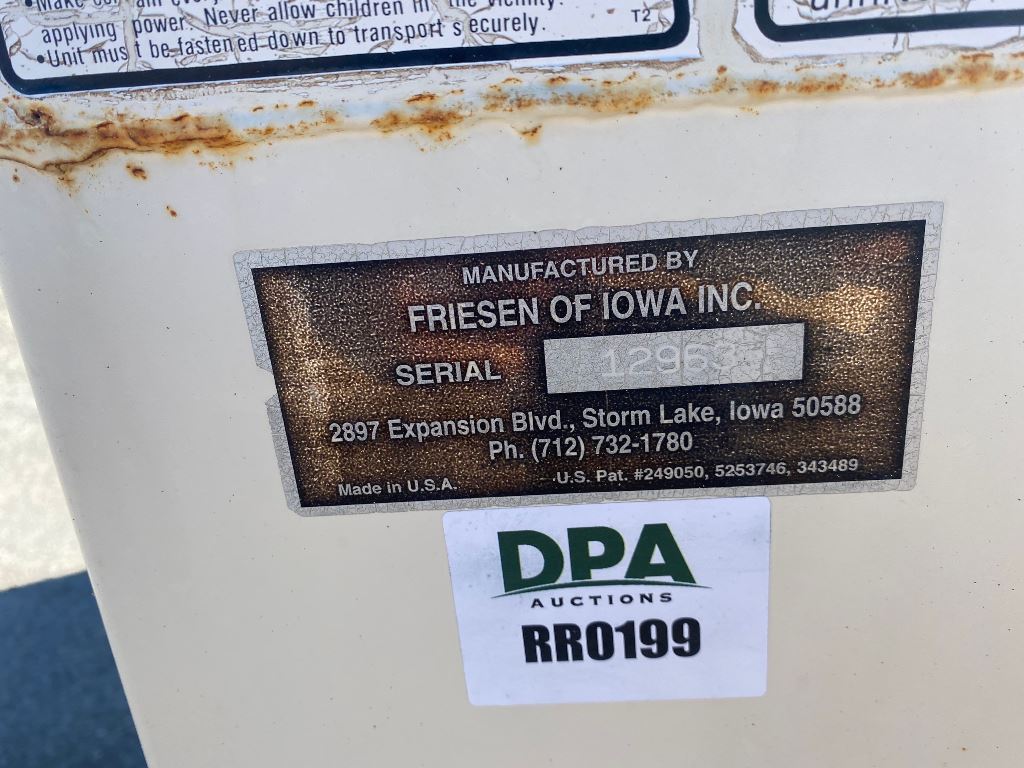 applying power. Never allow children in the vicinity.
•Unit must be fastened down to transport securely.
T2
MANUFACTURED BY
FRIESEN OF IOWA INC.
SERIAL
2897 Expansion Blvd., Storm Lake, Iowa 50588
Ph. (712) 732-1780
Made in U.S.A. U.S. Pat. #249050, 5253746, 343489
DPA
AUCTIONS
RR0199